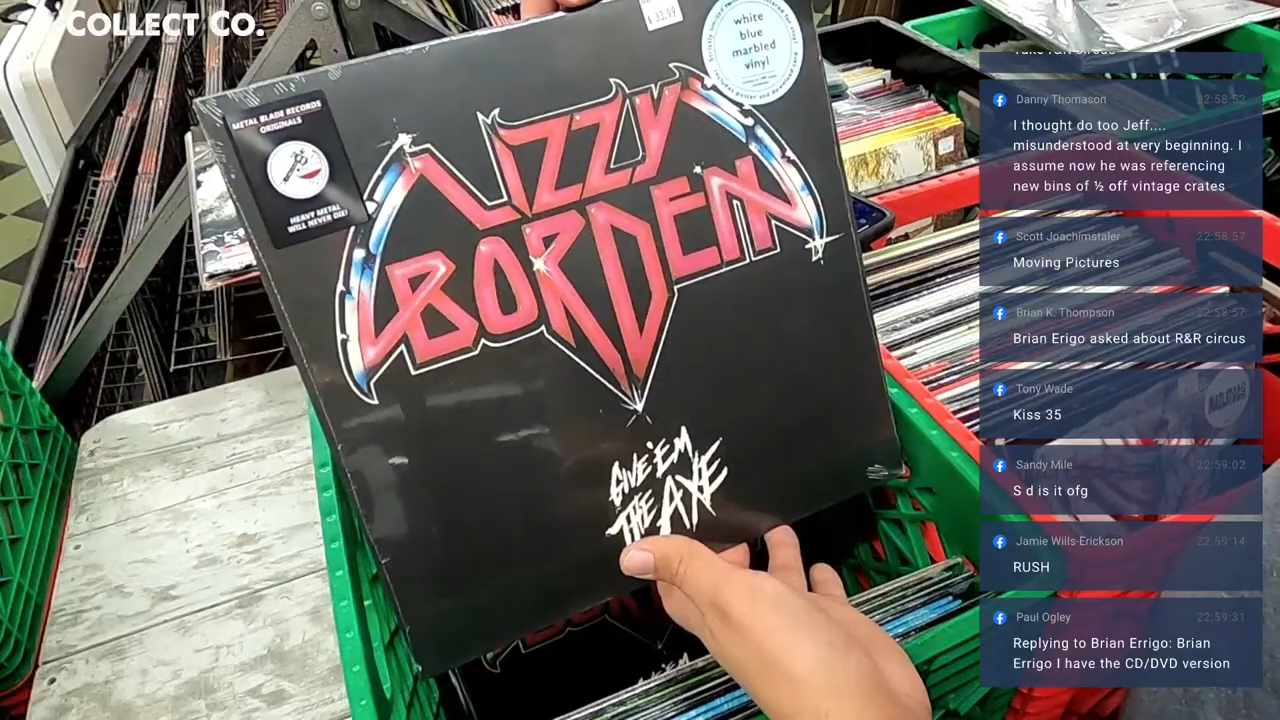 COLLECT CO.
$ 33.99
white
blue
marbled
vinyl
METAL BLADE RECORDS
ORIGINALS
HEAVY METAL
WILL NEVER DIE!
LIZZY
BORDEN
GIVE 'EM
THE AXE
Danny Thomason 22:58:52
I thought do too Jeff....
misunderstood at very beginning. I
assume now he was referencing
new bins of ½ off vintage crates
Scott Joachimstaler 22:58:57
Moving Pictures
Brian K. Thompson 22:58:57
Brian Erigo asked about R&R circus
Tony Wade
Kiss 35
Sandy Mile 22:59:02
S d is it ofg
Jamie Wills-Erickson 22:59:14
RUSH
Paul Ogley 22:59:31
Replying to Brian Errigo: Brian
Errigo I have the CD/DVD version